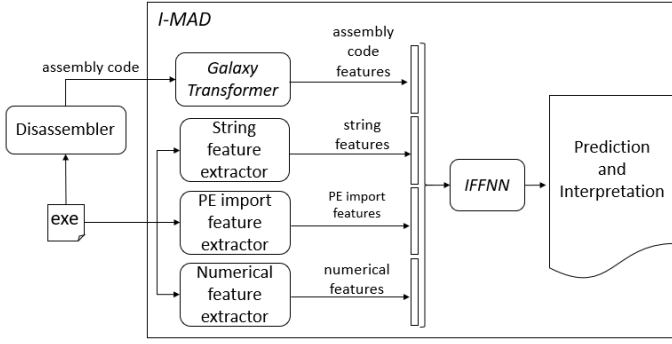 I-MAD
assembly code
Galaxy
Transformer
assembly
code
features
Disassembler
String
feature
extractor
string
features
Prediction
and
Interpretation
IFFNN
exe
PE import
feature
extractor
PE import
features
Numerical
feature
extractor
numerical
features